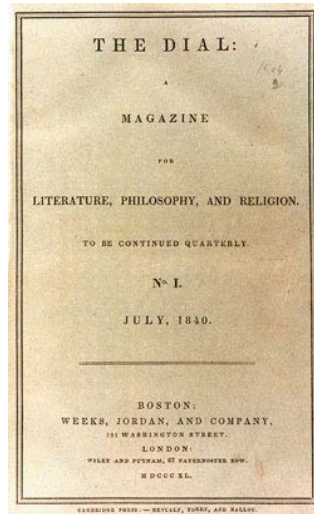 THE DIAL:
A
MAGAZINE
FOR
LITERATURE, PHILOSOPHY, AND RELIGION.
TO BE CONTINUED QUARTERLY.
No. I.
JULY, 1840.
BOSTON:
WEEKS, JORDAN, AND COMPANY,
121 WASHINGTON STREET.
LONDON:
WILEY AND PUTNAM, 67 PATERNOSTER ROW.
MDCCCXL.
CAMBRIDGE PRESS:—METCALF, TORRY, AND BALLOU.